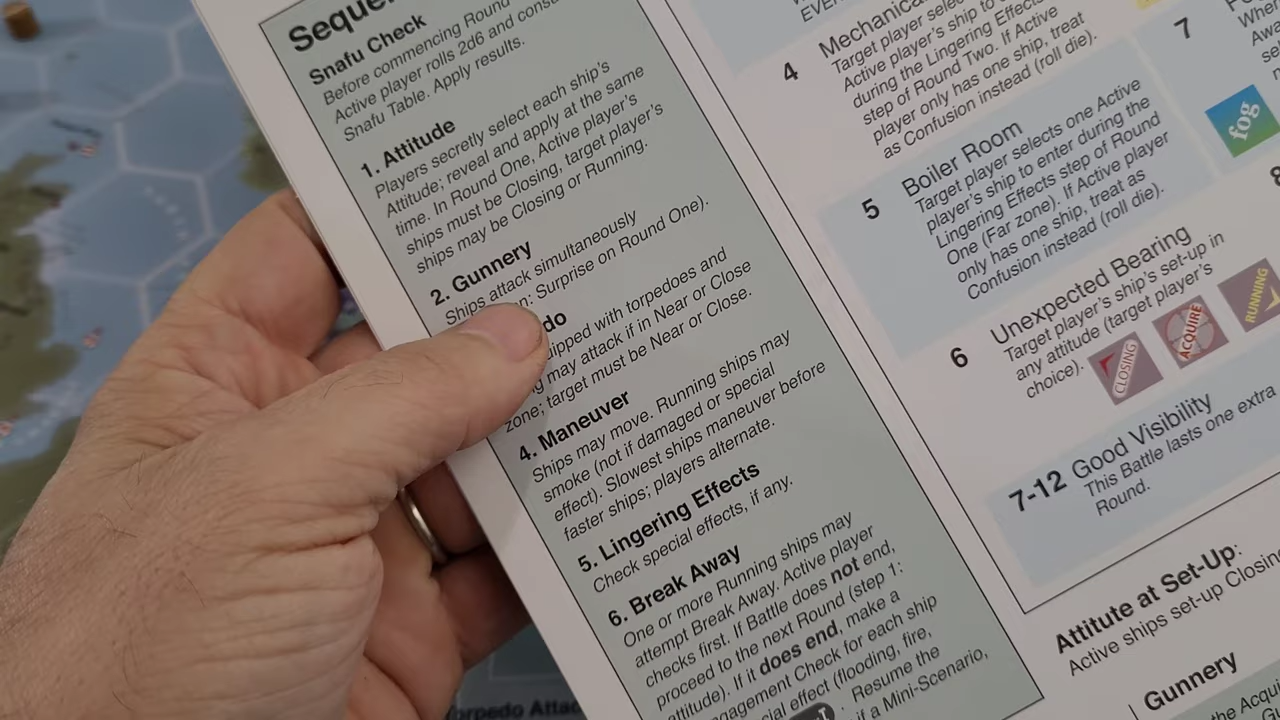 Snafu Check
Before commencing Round
Active player rolls 2d6 and
Snafu Table. Apply results.
1. Attitude
Players secretly select each ship's
Attitude; reveal and apply at the same
time. In Round One, Active player's
ships must be Closing, target player's
ships may be Closing or Running.
2. Gunnery
Ships attack simultaneously
: Surprise on Round One).
with torpedoes and
may attack if in Near or Close
zone; target must be Near or Close.
4. Maneuver
Ships may move. Running ships may
smoke (not if damaged or special
effect). Slowest ships maneuver before
faster ships; players alternate.
5. Lingering Effects
Check special effects, if any.
6. Break Away
One or more Running ships may
attempt Break Away. Active player
checks first. If Battle does not end,
proceed to the next Round (step 1:
attitude). If it does end, make a
Check for each ship
effect (flooding, fire,
Resume the
if a Mini-Scenario,
4
Target player
Active player's ship to
during the Lingering Effects
step of Round Two. If Active
player only has one ship, treat
as Confusion instead (roll die).
5 Boiler Room
Target player selects one Active
player's ship to enter during the
Lingering Effects step of Round
One (Far zone). If Active player
only has one ship, treat as
Confusion instead (roll die).
6 Unexpected Bearing
Target player's ship's set-up in
any attitude (target player's
choice).
CLOSING
ACQUIRE
RUNNING
7-12 Good Visibility
This Battle lasts one extra
Round.
7
fog
Attitute at Set-Up:
Active ships set-up
Gunnery